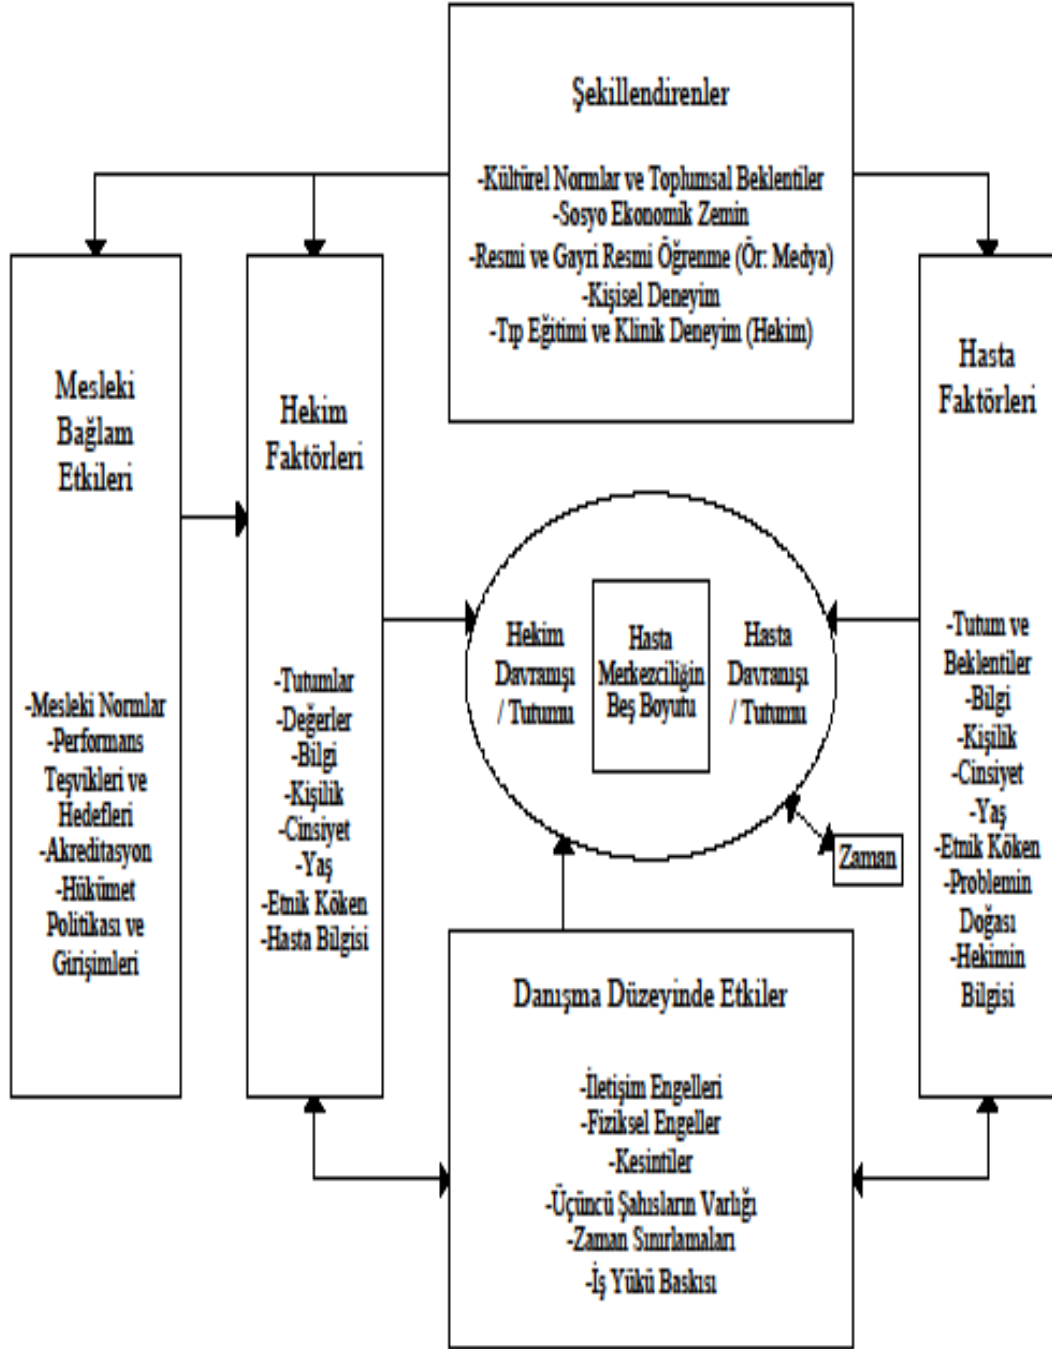 Şekillendirenler
-Kültürel Normlar ve Toplumsal Beklentiler
-Sosyo Ekonomik Zemin
-Resmi ve Gayri Resmi Öğrenme (Ör: Medya)
-Kişisel Deneyim
-Tıp Eğitimi ve Klinik Deneyim (Hekim)
Mesleki
Bağlam
Etkileri
-Mesleki Normlar
-Performans
Teşvikleri ve
Hedefleri
-Akreditasyon
-Hükümet
Politikası ve
Girişimleri
Hekim
Faktörleri
-Tutumlar
-Değerler
-Bilgi
-Kişilik
-Cinsiyet
-Yaş
-Etnik Köken
-Hasta Bilgisi
Hekim
Davranışı
/ Tutumu
Hasta
Merkezciliğin
Beş Boyutu
Hasta
Davranışı
/ Tutumu
Zaman
Hasta
Faktörleri
-Tutum ve
Beklentiler
-Bilgi
-Kişilik
-Cinsiyet
-Yaş
-Etnik Köken
-Problemin
Doğası
-Hekimin
Bilgisi
Danışma Düzeyinde Etkiler
-İletişim Engelleri
-Fiziksel Engeller
-Kesintiler
-Üçüncü Şahısların Varlığı
-Zaman Sınırlamaları
-İş Yükü Baskısı